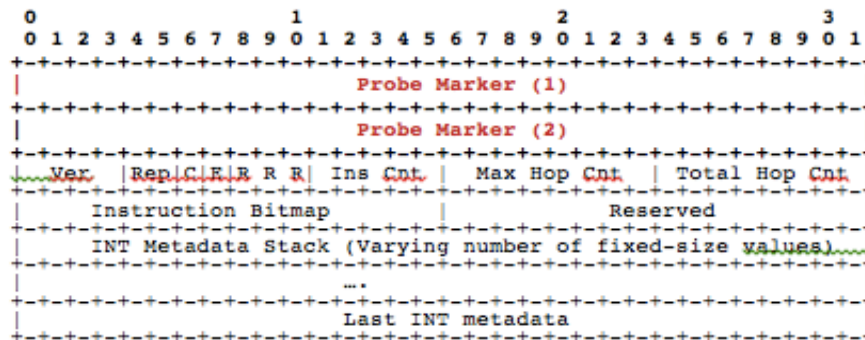 0                   1                   2                   3
0 1 2 3 4 5 6 7 8 9 0 1 2 3 4 5 6 7 8 9 0 1 2 3 4 5 6 7 8 9 0 1
+-+-+-+-+-+-+-+-+-+-+-+-+-+-+-+-+-+-+-+-+-+-+-+-+-+-+-+-+-+-+-+-
| Probe Marker (1)
+-+-+-+-+-+-+-+-+-+-+-+-+-+-+-+-+-+-+-+-+-+-+-+-+-+-+-+-+-+-+-+-
| Probe Marker (2)
+-+-+-+-+-+-+-+-+-+-+-+-+-+-+-+-+-+-+-+-+-+-+-+-+-+-+-+-+-+-+-+-
| Ver |Rep|C|E|R R R| Ins Cnt | Max Hop Cnt | Total Hop Cnt
+-+-+-+-+-+-+-+-+-+-+-+-+-+-+-+-+-+-+-+-+-+-+-+-+-+-+-+-+-+-+-+-
| Instruction Bitmap | Reserved
+-+-+-+-+-+-+-+-+-+-+-+-+-+-+-+-+-+-+-+-+-+-+-+-+-+-+-+-+-+-+-+-
| INT Metadata Stack (Varying number of fixed-size values)
+-+-+-+-+-+-+-+-+-+-+-+-+-+-+-+-+-+-+-+-+-+-+-+-+-+-+-+-+-+-+-+-
| ….
+-+-+-+-+-+-+-+-+-+-+-+-+-+-+-+-+-+-+-+-+-+-+-+-+-+-+-+-+-+-+-+-
| Last INT metadata
+-+-+-+-+-+-+-+-+-+-+-+-+-+-+-+-+-+-+-+-+-+-+-+-+-+-+-+-+-+-+-+-